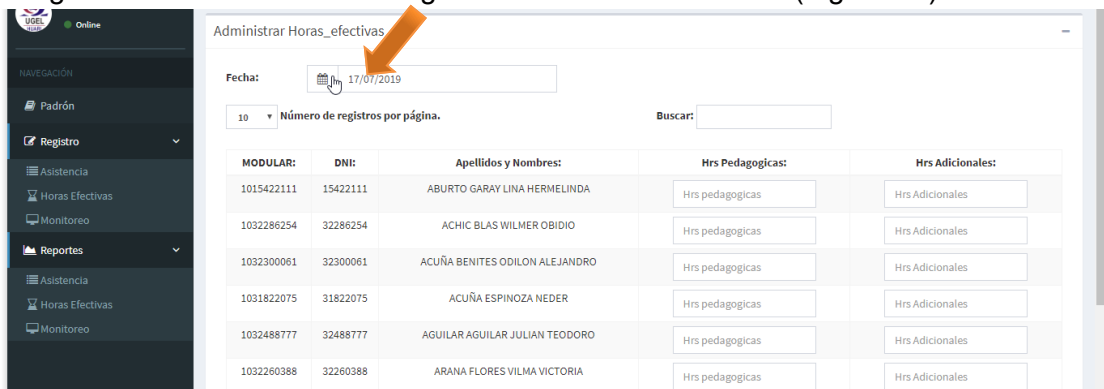 UGEL
HUARI
Online
NAVEGACIÓN
Padrón
Registro
Asistencia
Horas Efectivas
Monitoreo
Reportes
Asistencia
Horas Efectivas
Monitoreo
Administrar Horas_efectivas
Fecha: 17/07/2019
10 Número de registros por página. Buscar:
MODULAR: DNI: Apellidos y Nombres: Hrs Pedagogicas: Hrs Adicionales:
1015422111 15422111 ABURTO GARAY LINA HERMELINDA Hrs pedagogicas Hrs Adicionales
1032286254 32286254 ACHIC BLAS WILMER OBIDIO Hrs pedagogicas Hrs Adicionales
1032300061 32300061 ACUÑA BENITES ODILON ALEJANDRO Hrs pedagogicas Hrs Adicionales
1031822075 31822075 ACUÑA ESPINOZA NEDER Hrs pedagogicas Hrs Adicionales
1032488777 32488777 AGUILAR AGUILAR JULIAN TEODORO Hrs pedagogicas Hrs Adicionales
1032260388 32260388 ARANA FLORES VILMA VICTORIA Hrs pedagogicas Hrs Adicionales